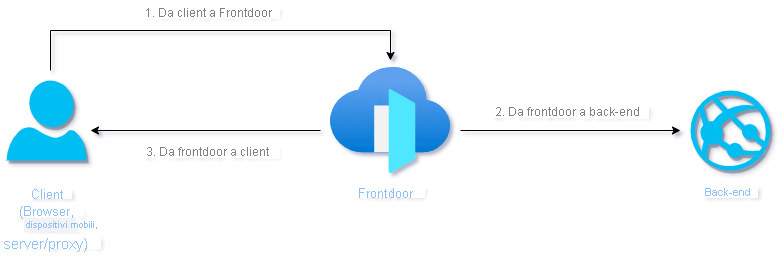 1. Da client a Frontdoor
2. Da frontdoor a back-end
3. Da frontdoor a client
Client
(Browser,
dispositivi mobili,
server/proxy)
Frontdoor
Back-end